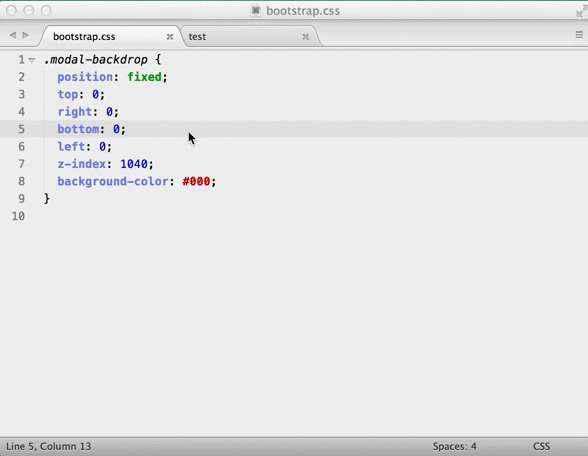 bootstrap.css
bootstrap.css
test
1 .modal-backdrop {
2 position: fixed;
3 top: 0;
4 right: 0;
5 bottom: 0;
6 left: 0;
7 z-index: 1040;
8 background-color: #000;
9 }
10
Line 5, Column 13
Spaces: 4
CSS